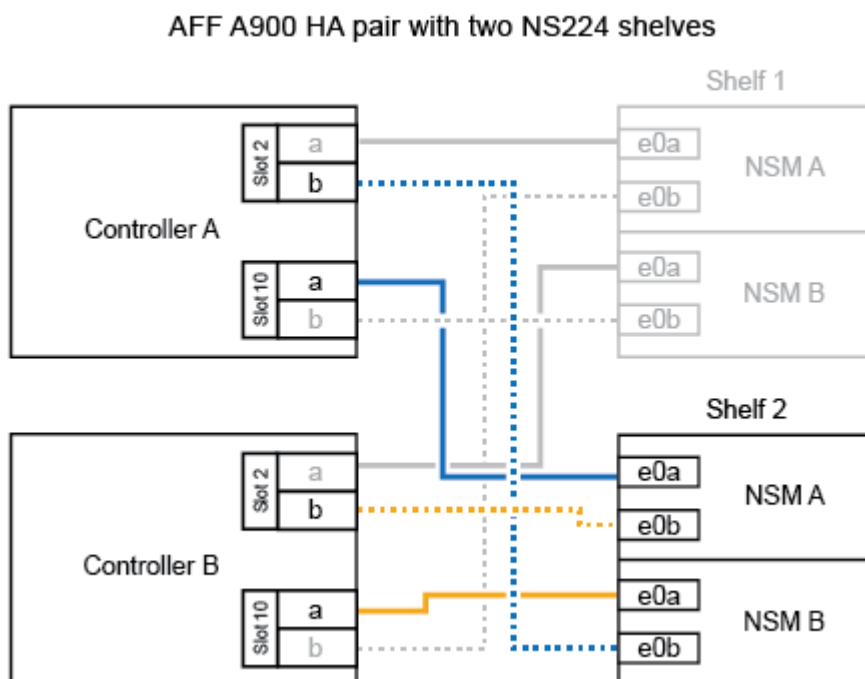 AFF A900 HA pair with two NS224 shelves
Shelf 1
Controller A
Slot 2
a
b
Slot 10
a
b
e0a
e0b
NSM A
e0a
e0b
NSM B
Shelf 2
Controller B
Slot 2
a
b
Slot 10
a
b
e0a
e0b
NSM A
e0a
e0b
NSM B